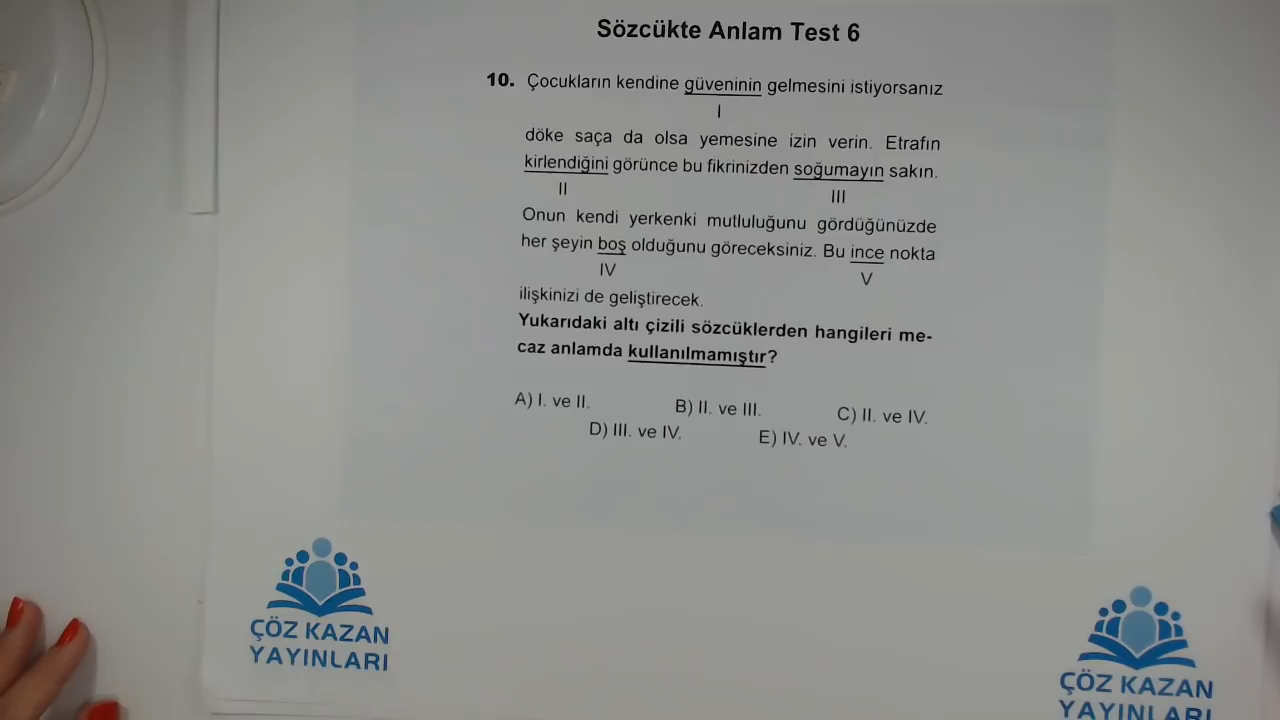 Sözcükte Anlam Test 6
10. Çocukların kendine güveninin gelmesini istiyorsanız
I
döke saça da olsa yemesine izin verin. Etrafın
kirlendiğini görünce bu fikrinizden soğumayın sakın.
II III
Onun kendi yerkenki mutluluğunu gördüğünüzde
her şeyin boş olduğunu göreceksiniz. Bu ince nokta
IV V
ilişkinizi de geliştirecek.
Yukarıdaki altı çizili sözcüklerden hangileri me-
caz anlamda kullanılmamıştır?
A) I. ve II. B) II. ve III. C) II. ve IV.
D) III. ve IV. E) IV. ve V.
ÇÖZ KAZAN
YAYINLARI
ÇÖZ KAZAN
YAYINLARI